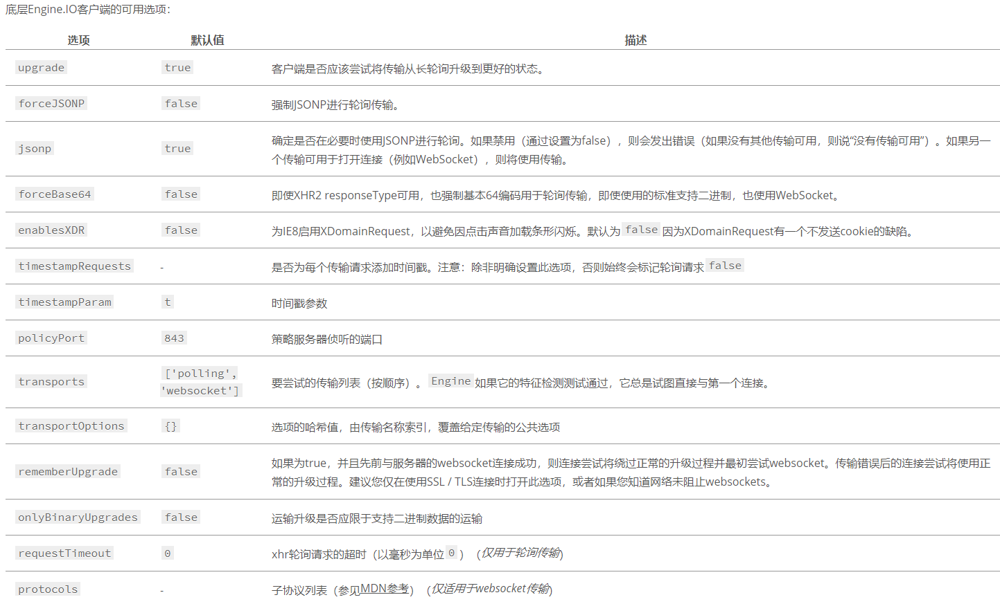 底层Engine.IO客户端的可用选项：
选项 默认值 描述
upgrade true 客户端是否应该尝试将传输从长轮询升级到更好的状态。
forceJSONP false 强制JSONP进行轮询传输。
jsonp true 确定是否在必要时使用JSONP进行轮询。如果禁用（通过设置为false），则会发出错误（如果没有其他传输可用，则说“没有传输可用”）。如果另一
个传输可用于打开连接（例如WebSocket），则将使用传输。
forceBase64 false 即使XHR2 responseType可用，也强制基本64编码用于轮询传输，即使使用的标准支持二进制，也使用WebSocket。
enablesXDR false 为IE8启用XDomainRequest，以避免因点击声音加载条形闪烁。默认为 false 因为XDomainRequest有一个不发送cookie的缺陷。
timestampRequests - 是否为每个传输请求添加时间戳。注意：除非明确设置此选项，否则始终会标记轮询请求 false
timestampParam t 时间戳参数
policyPort 843 策略服务器侦听的端口
transports ['polling', 要尝试的传输列表（按顺序）。 Engine 如果它的特征检测测试通过，它总是试图直接与第一个连接。
'websocket']
transportOptions {} 选项的哈希值，由传输名称索引，覆盖给定传输的公共选项
rememberUpgrade false 如果为true，并且先前与服务器的websocket连接成功，则连接尝试将绕过正常的升级过程并最初尝试websocket。传输错误后的连接尝试将使用正
常的升级过程。建议您仅在使用SSL / TLS连接时打开此选项，或者如果您知道网络未阻止websockets。
onlyBinaryUpgrades false 运输升级是否应限于支持二进制数据的运输
requestTimeout 0 xhr轮询请求的超时（以毫秒为单位 0 ）（仅用于轮询传输)
protocols - 子协议列表（参见MDN参考）（仅适用于websocket传输)